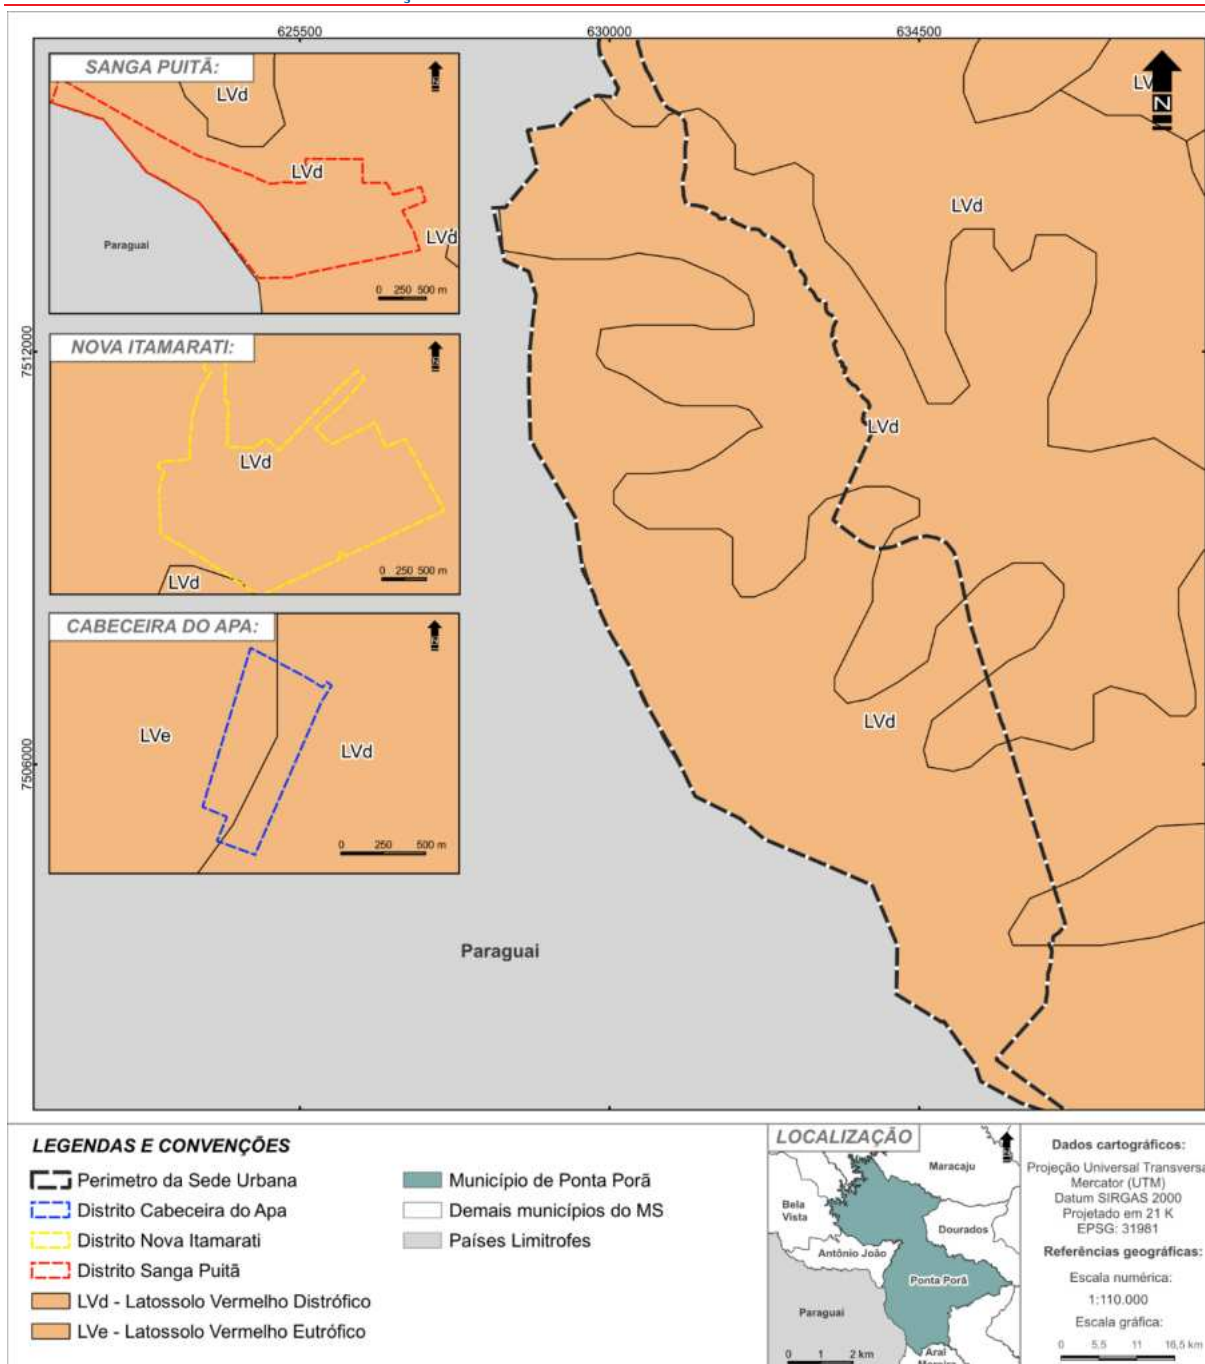 625500
630000
634500
SANGA PUITÃ:
LVd
LVd
LVd
Paraguai
0 250 500 m
N
7512000
NOVA ITAMARATI:
N
LVd
LVd
0 250 500 m
7506000
CABECEIRA DO APA:
N
LVe
LVd
0 250 500 m
N
LVd
LVd
LVd
Paraguai
LEGENDAS E CONVENÇÕES
Perimetro da Sede Urbana
Distrito Cabeceira do Apa
Distrito Nova Itamarati
Distrito Sanga Puitã
LVd - Latossolo Vermelho Distrófico
LVe - Latossolo Vermelho Eutrófico
Município de Ponta Porã
Demais municípios do MS
Países Limitrofes
LOCALIZAÇÃO
N
Maracaju
Bela
Vista
Dourados
Antônio João
Ponta Porã
Paraguai
Aral
0 1 2 km
Dados cartográficos:
Projeção Universal Transversa
Mercator (UTM)
Datum SIRGAS 2000
Projetado em 21 K
EPSG: 31981
Referências geográficas:
Escala numérica:
1:110.000
Escala gráfica:
0 5,5 11 16,5 km